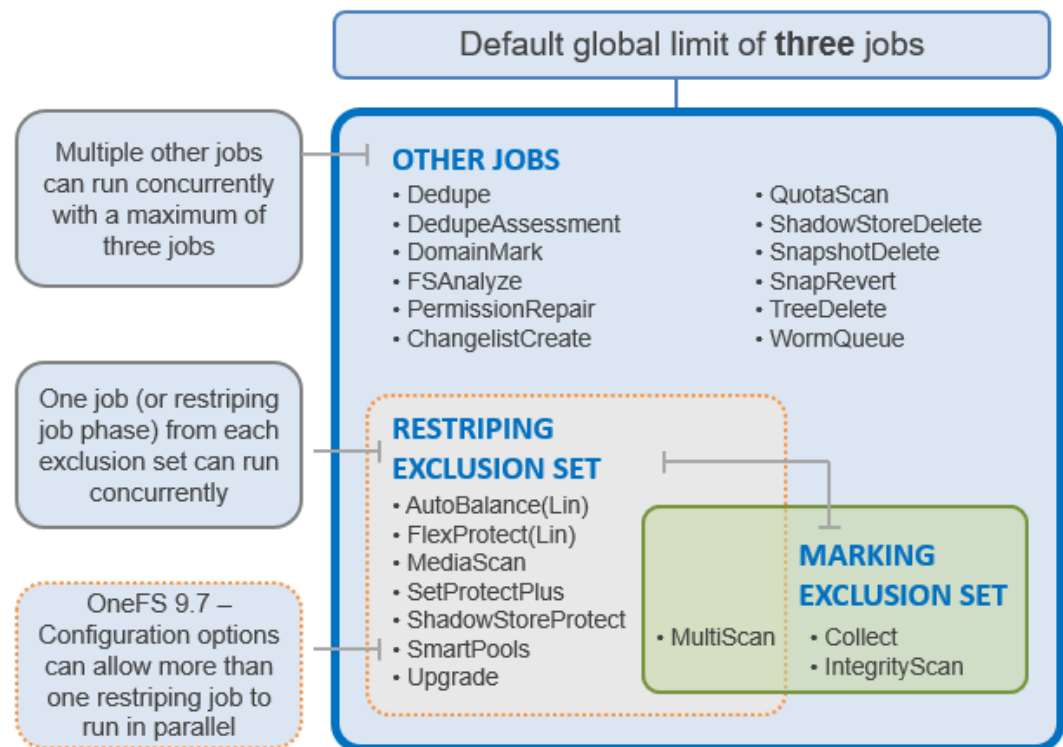 Default global limit of three jobs
Multiple other jobs
can run concurrently
with a maximum of
three jobs
OTHER JOBS
• Dedupe
• DedupeAssessment
• DomainMark
• FSAnalyze
• PermissionRepair
• ChangelistCreate
• QuotaScan
• ShadowStoreDelete
• SnapshotDelete
• SnapRevert
• TreeDelete
• WormQueue
One job (or restriping
job phase) from each
exclusion set can run
concurrently
RESTRIPING
EXCLUSION SET
• AutoBalance(Lin)
• FlexProtect(Lin)
• MediaScan
• SetProtectPlus
• ShadowStoreProtect
• SmartPools
• Upgrade
• MultiScan
MARKING
EXCLUSION SET
• Collect
• IntegrityScan
OneFS 9.7 –
Configuration options
can allow more than
one restriping job to
run in parallel